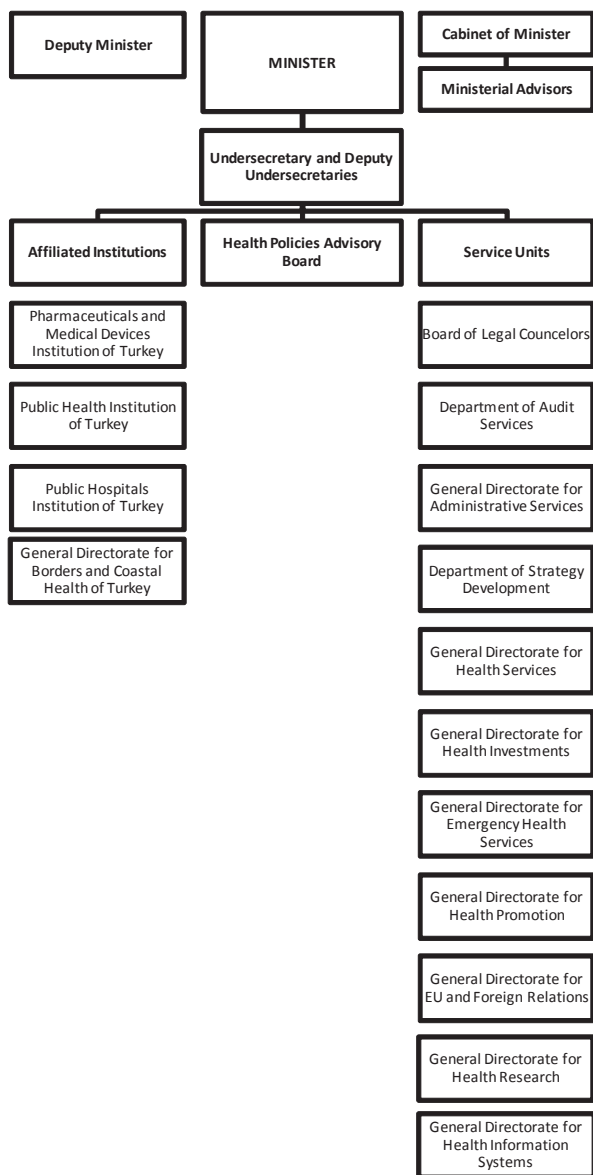 Deputy Minister
MINISTER
Cabinet of Minister
Ministerial Advisors
Undersecretary and Deputy
Undersecretaries
Affiliated Institutions
Health Policies Advisory
Board
Service Units
Pharmaceuticals and
Medical Devices
Institution of Turkey
Public Health Institution
of Turkey
Public Hospitals
Institution of Turkey
General Directorate for
Borders and Coastal
Health of Turkey
Board of Legal Councelors
Department of Audit
Services
General Directorate for
Administrative Services
Department of Strategy
Development
General Directorate for
Health Services
General Directorate for
Health Investments
General Directorate for
Emergency Health
Services
General Directorate for
Health Promotion
General Directorate for
EU and Foreign Relations
General Directorate for
Health Research
General Directorate for
Health Information
Systems